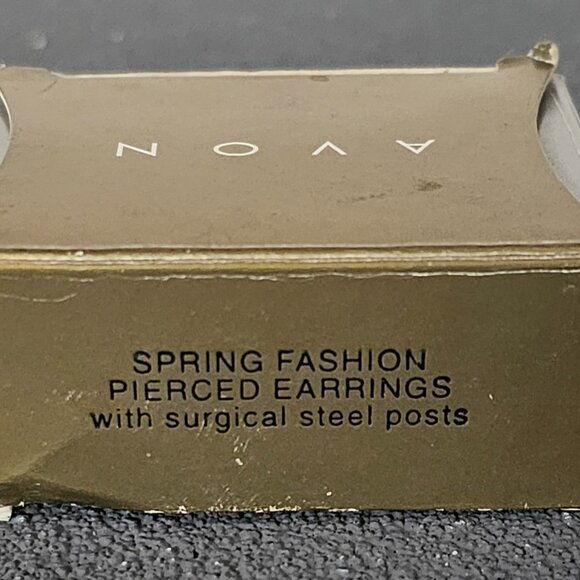 AVON
SPRING FASHION
PIERCED EARRINGS
with surgical steel posts